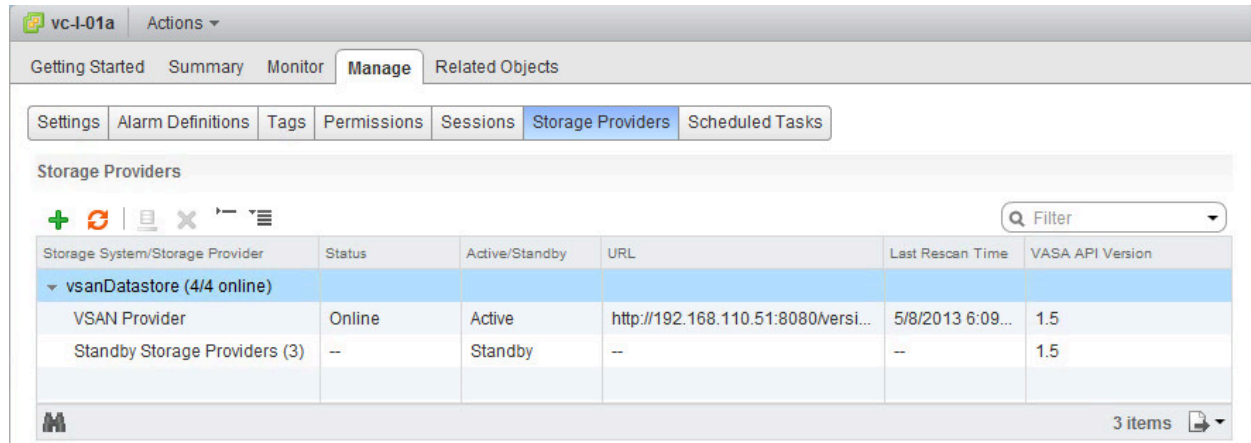 vc-l-01a Actions
Getting Started Summary Monitor Manage Related Objects
Settings Alarm Definitions Tags Permissions Sessions Storage Providers Scheduled Tasks
Storage Providers
Filter
Storage System/Storage Provider Status Active/Standby URL Last Rescan Time VASA API Version
vsanDatastore (4/4 online)
VSAN Provider Online Active http://192.168.110.51:8080/versi... 5/8/2013 6:09... 1.5
Standby Storage Providers (3) -- Standby -- -- 1.5
3 items